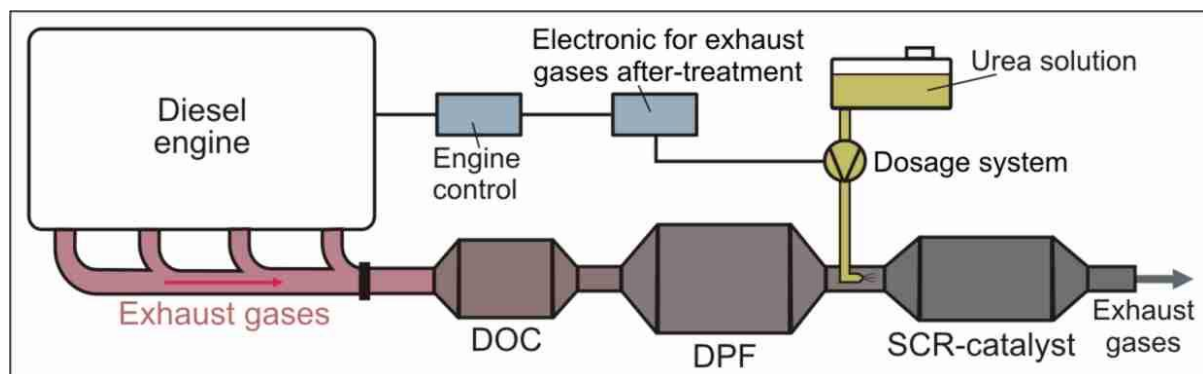 Diesel
engine
Engine
control
Electronic for exhaust
gases after-treatment
Urea solution
Dosage system
Exhaust gases
DOC
DPF
SCR-catalyst
Exhaust
gases